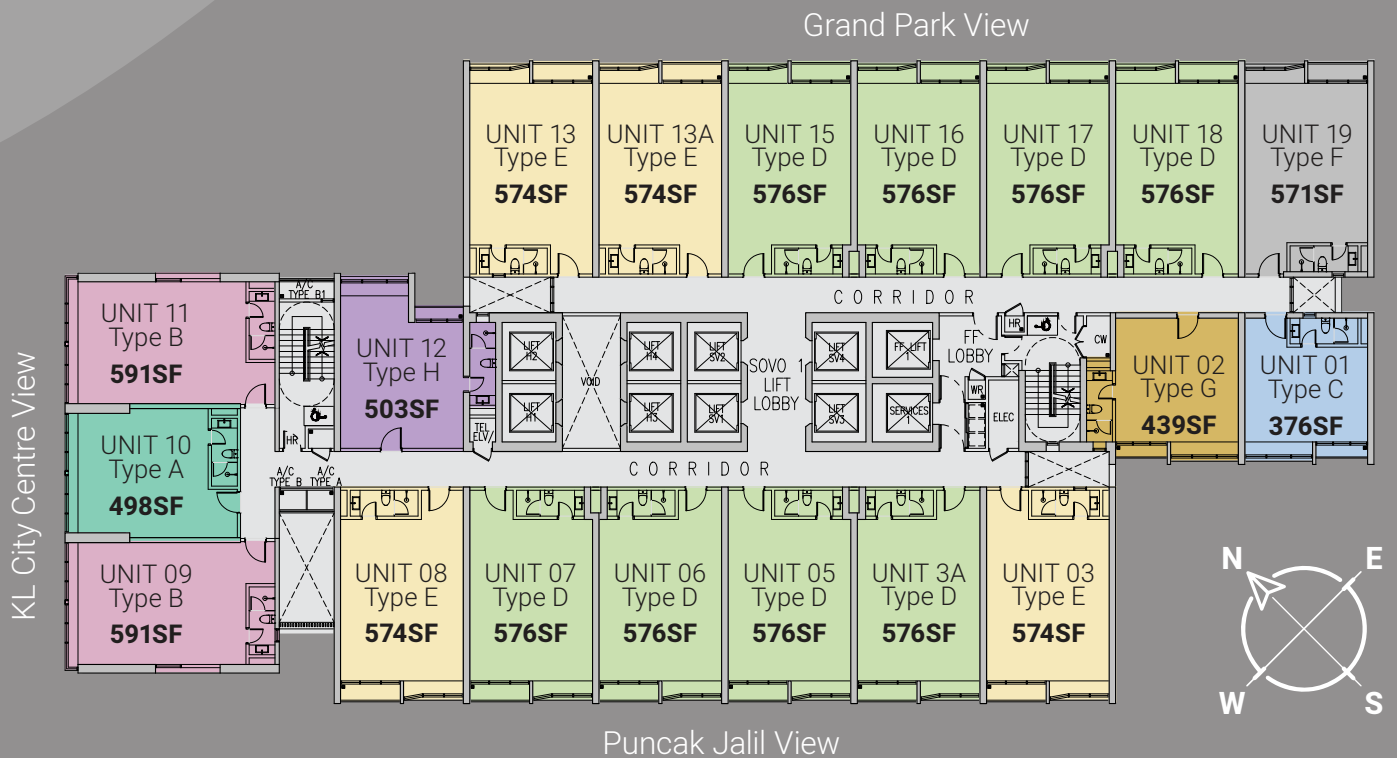 Grand Park View
UNIT 13
Type E
574SF
UNIT 13A
Type E
574SF
UNIT 15
Type D
576SF
UNIT 16
Type D
576SF
UNIT 17
Type D
576SF
UNIT 18
Type D
576SF
UNIT 19
Type F
571SF
CORRIDOR
KL City Centre View
UNIT 11
Type B
591SF
A/C
TYPE B1
UNIT 12
Type H
503SF
LIFT
H2
LIFT
H1
VOID
LIFT
H4
LIFT
H3
LIFT
SV2
LIFT
SV1
SOVO 1
LIFT
LOBBY
LIFT
SV4
LIFT
SV3
FF LIFT
1
SERVICES
1
FF
LOBBY
HR
CW
WR
ELEC
UNIT 02
Type G
439SF
UNIT 01
Type C
376SF
UNIT 10
Type A
498SF
HR
TEL
ELV/
A/C
TYPE B
A/C
TYPE A
CORRIDOR
UNIT 09
Type B
591SF
UNIT 08
Type E
574SF
UNIT 07
Type D
576SF
UNIT 06
Type D
576SF
UNIT 05
Type D
576SF
UNIT 3A
Type D
576SF
UNIT 03
Type E
574SF
N
E
W
S
Puncak Jalil View